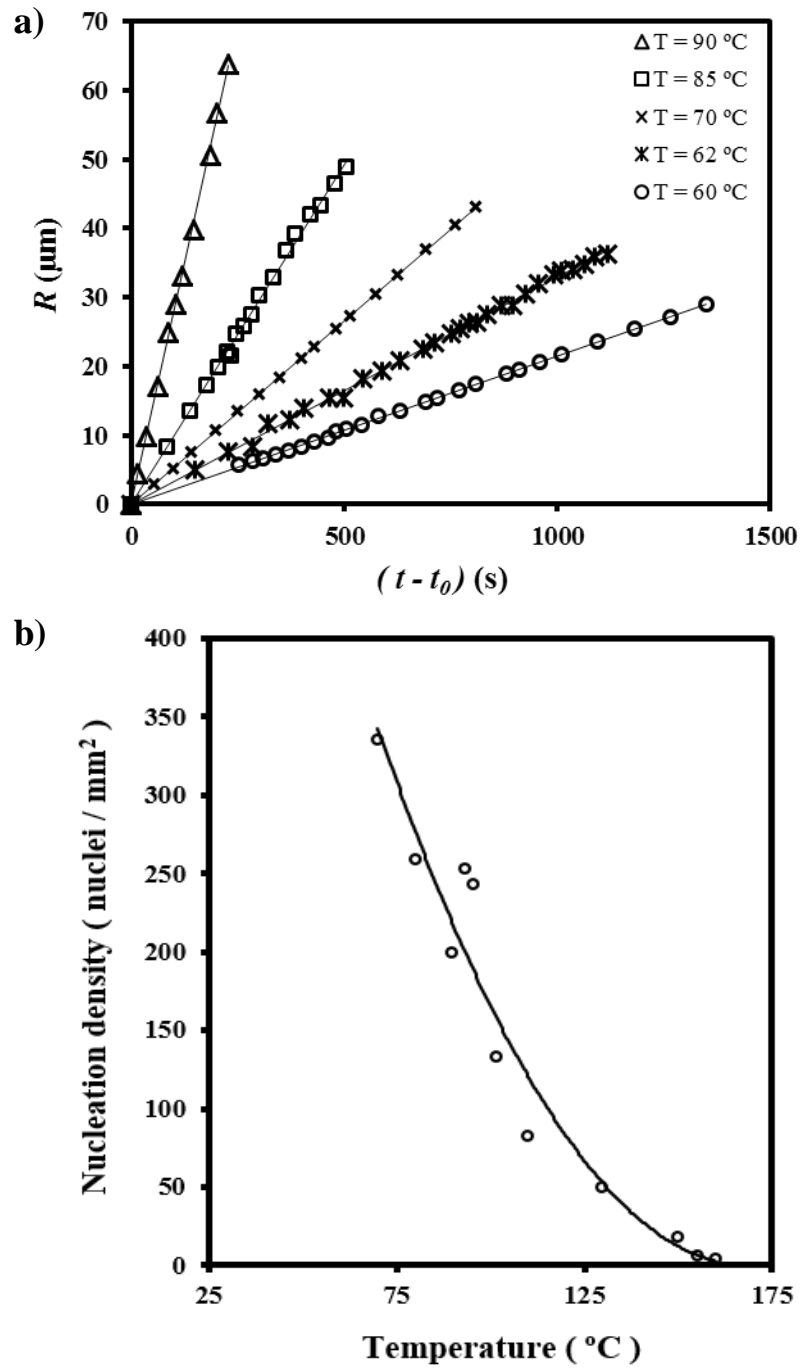 a)
70
60
50
40
30
20
10
0
R (µm)
T = 90 ºC
T = 85 ºC
T = 70 ºC
T = 62 ºC
T = 60 ºC
0 500 1000 1500
( t - t0) (s)
b)
400
350
300
250
200
150
100
50
0
Nucleation density ( nuclei / mm²)
25 75 125 175
Temperature ( ºC )